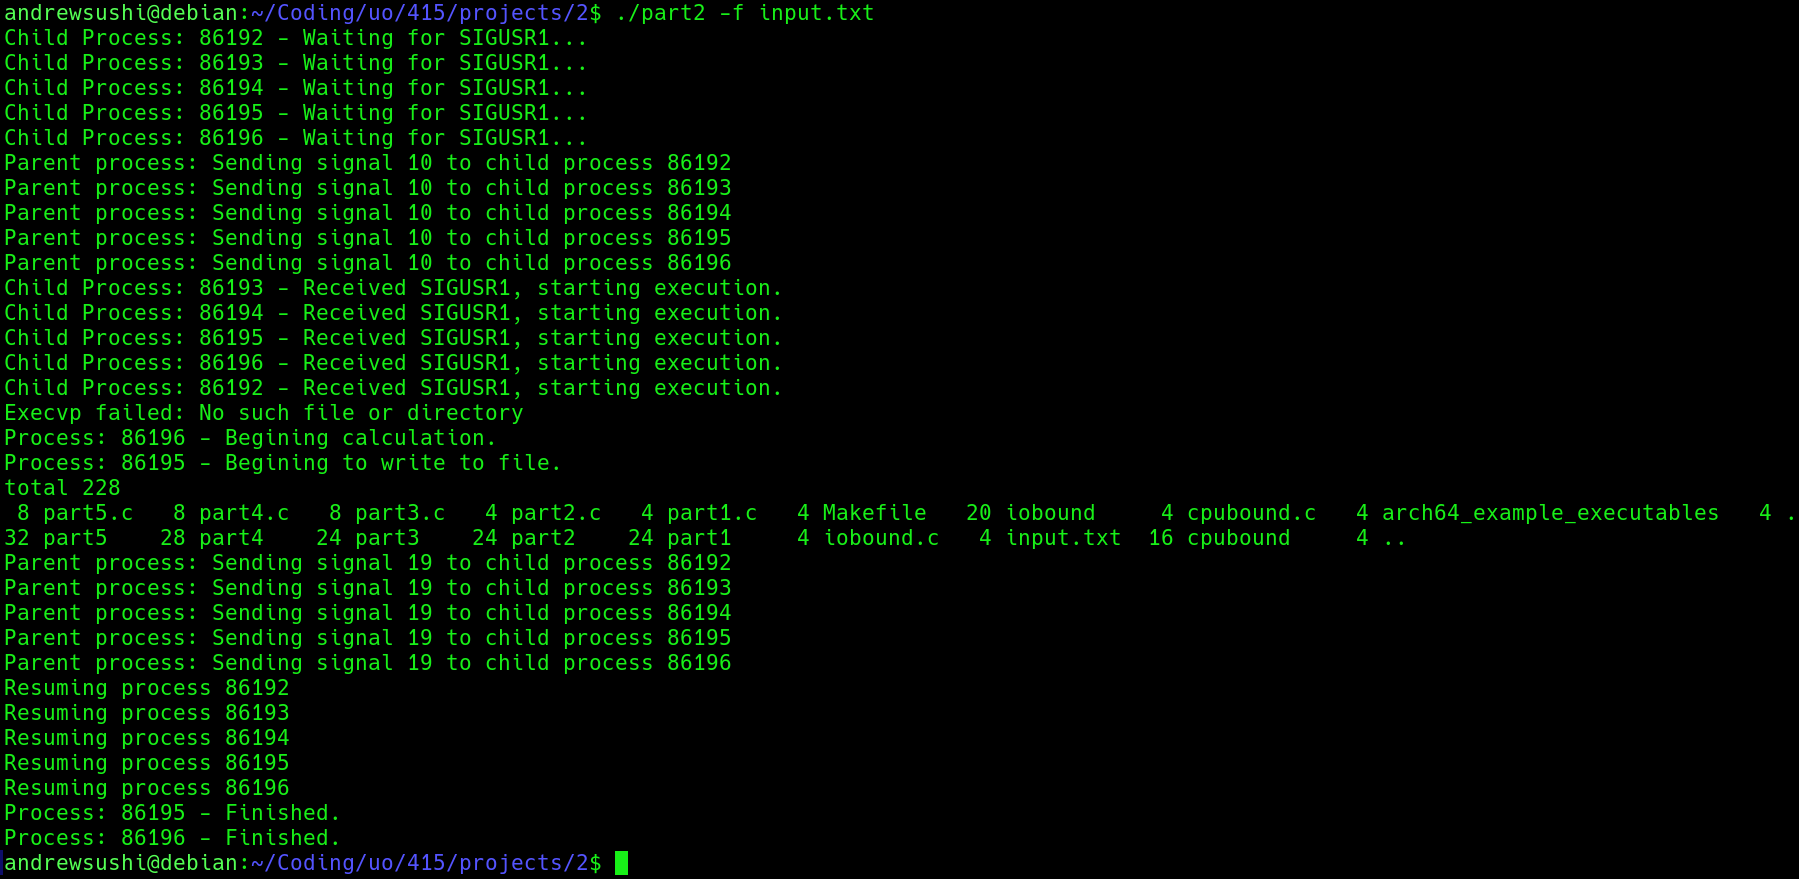 andrewsushi@debian:~/Coding/uo/415/projects/2$ ./part2 -f input.txt
Child Process: 86192 - Waiting for SIGUSR1...
Child Process: 86193 - Waiting for SIGUSR1...
Child Process: 86194 - Waiting for SIGUSR1...
Child Process: 86195 - Waiting for SIGUSR1...
Child Process: 86196 - Waiting for SIGUSR1...
Parent process: Sending signal 10 to child process 86192
Parent process: Sending signal 10 to child process 86193
Parent process: Sending signal 10 to child process 86194
Parent process: Sending signal 10 to child process 86195
Parent process: Sending signal 10 to child process 86196
Child Process: 86193 - Received SIGUSR1, starting execution.
Child Process: 86194 - Received SIGUSR1, starting execution.
Child Process: 86195 - Received SIGUSR1, starting execution.
Child Process: 86196 - Received SIGUSR1, starting execution.
Child Process: 86192 - Received SIGUSR1, starting execution.
Execvp failed: No such file or directory
Process: 86196 - Begining calculation.
Process: 86195 - Begining to write to file.
total 228
 8 part5.c   8 part4.c   8 part3.c   4 part2.c   4 part1.c   4 Makefile   20 iobound     4 cpubound.c   4 arch64_example_executables   4 .
32 part5    28 part4    24 part3    24 part2    24 part1     4 iobound.c   4 input.txt  16 cpubound     4 ..
Parent process: Sending signal 19 to child process 86192
Parent process: Sending signal 19 to child process 86193
Parent process: Sending signal 19 to child process 86194
Parent process: Sending signal 19 to child process 86195
Parent process: Sending signal 19 to child process 86196
Resuming process 86192
Resuming process 86193
Resuming process 86194
Resuming process 86195
Resuming process 86196
Process: 86195 - Finished.
Process: 86196 - Finished.
andrewsushi@debian:~/Coding/uo/415/projects/2$